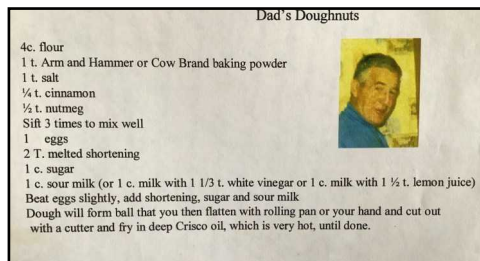 Dad's Doughnuts
4c. flour
1 t. Arm and Hammer or Cow Brand baking powder
1 t. salt
¼ t. cinnamon
½ t. nutmeg
Sift 3 times to mix well
1 eggs
2 T. melted shortening
1 c. sugar
1 c. sour milk (or 1 c. milk with 1 1/3 t. white vinegar or 1 c. milk with 1 ½ t. lemon juice)
Beat eggs slightly, add shortening, sugar and sour milk
Dough will form ball that you then flatten with rolling pan or your hand and cut out
with a cutter and fry in deep Crisco oil, which is very hot, until done.